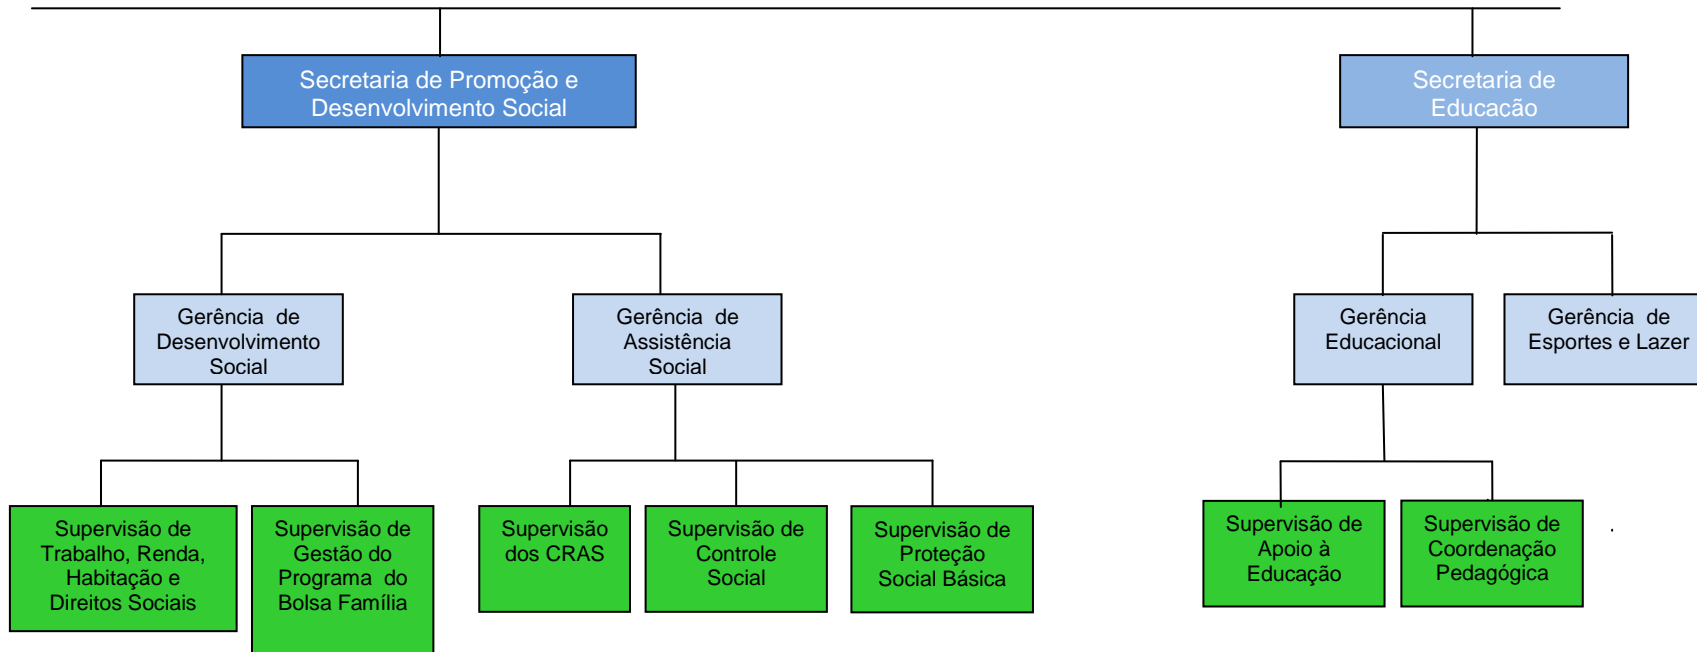 Secretaria de Promoção e
Desenvolvimento Social
Secretaria de
Educacão
Gerência de
Desenvolvimento
Social
Gerência de
Assistência
Social
Gerência
Educacional
Gerência de
Esportes e Lazer
Supervisão de
Trabalho, Renda,
Habitação e
Direitos Sociais
Supervisão de
Gestão do
Programa do
Bolsa Família
Supervisão
dos CRAS
Supervisão de
Controle
Social
Supervisão de
Proteção
Social Básica
Supervisão de
Apoio à
Educação
Supervisão de
Coordenação
Pedagógica
.